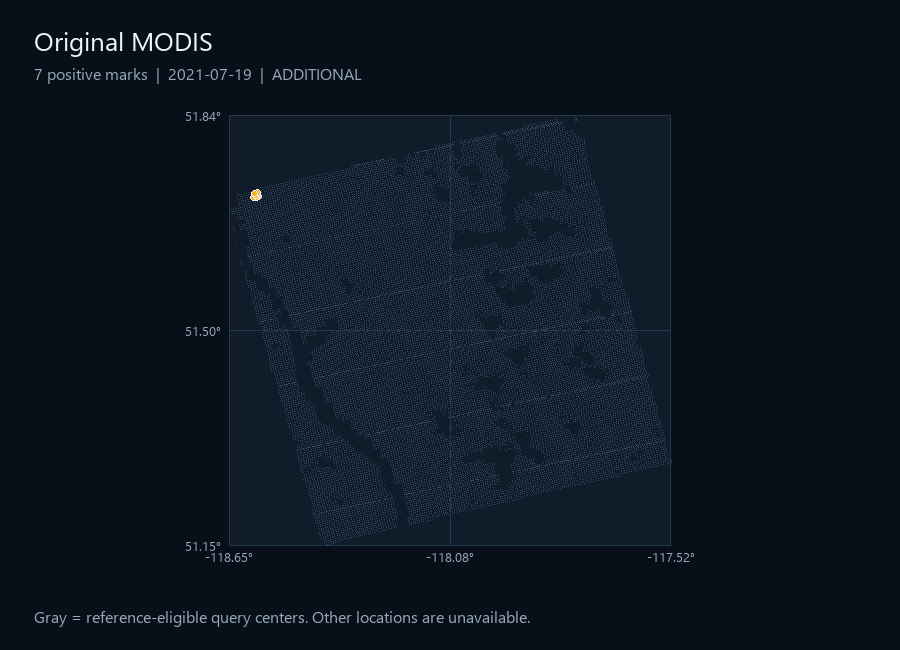 Original MODIS
7 positive marks | 2021-07-19 | ADDITIONAL
51.84°
51.50°
51.15°
-118.65° -118.08° -117.52°
Gray = reference-eligible query centers. Other locations are unavailable.